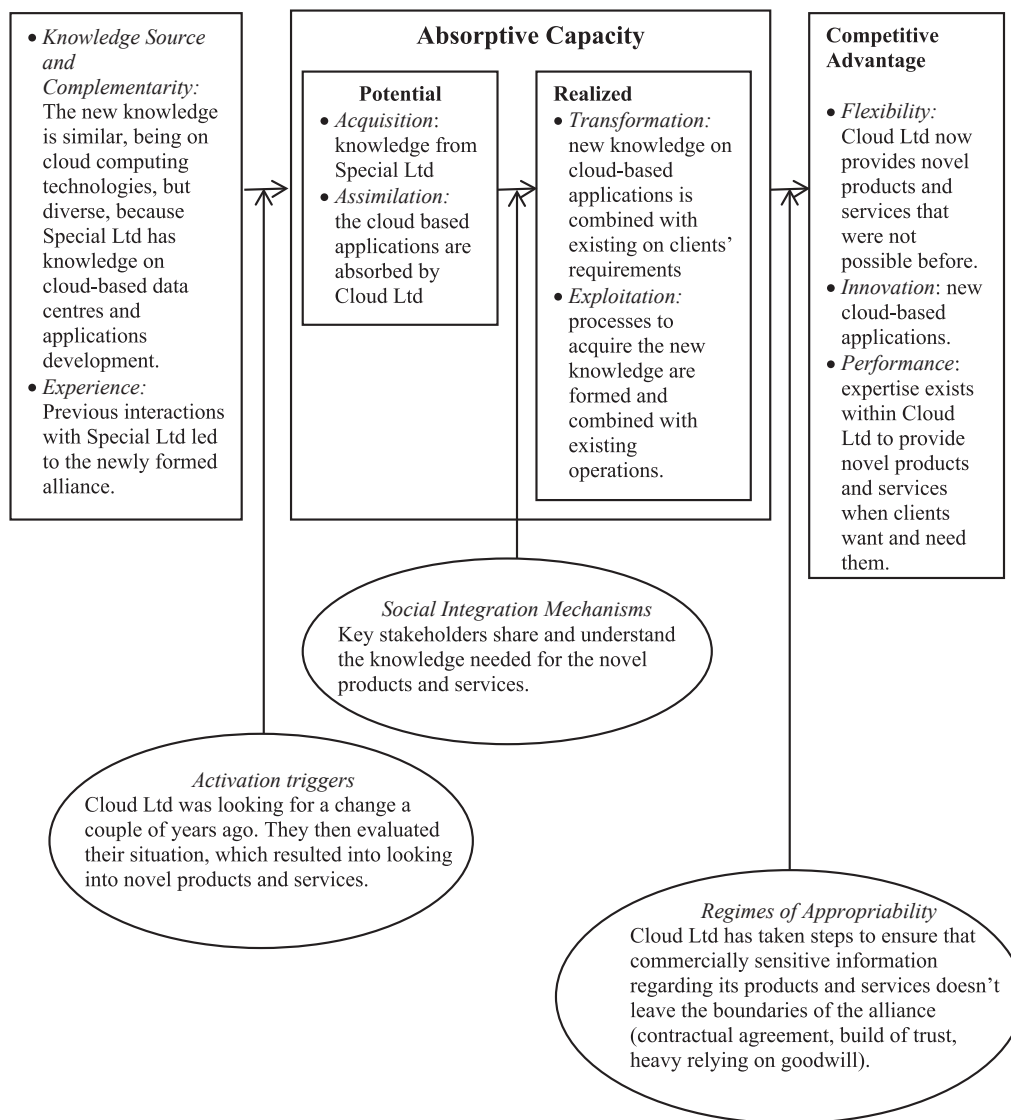 • Knowledge Source
and
Complementarity:
The new knowledge
is similar, being on
cloud computing
technologies, but
diverse, because
Special Ltd has
knowledge on
cloud-based data
centres and
applications
development.
• Experience:
Previous interactions
with Special Ltd led
to the newly formed
alliance.
Absorptive Capacity
Potential
• Acquisition:
knowledge from
Special Ltd
• Assimilation:
the cloud based
applications are
absorbed by
Cloud Ltd
Realized
• Transformation:
new knowledge on
cloud-based
applications is
combined with
existing on clients’
requirements
• Exploitation:
processes to
acquire the new
knowledge are
formed and
combined with
existing
operations.
Competitive
Advantage
• Flexibility:
Cloud Ltd now
provides novel
products and
services that
were not
possible before.
• Innovation: new
cloud-based
applications.
• Performance:
expertise exists
within Cloud
Ltd to provide
novel products
and services
when clients
want and need
them.
Social Integration Mechanisms
Key stakeholders share and understand
the knowledge needed for the novel
products and services.
Activation triggers
Cloud Ltd was looking for a change a
couple of years ago. They then evaluated
their situation, which resulted into looking
into novel products and services.
Regimes of Appropriability
Cloud Ltd has taken steps to ensure that
commercially sensitive information
regarding its products and services doesn’t
leave the boundaries of the alliance
(contractual agreement, build of trust,
heavy relying on goodwill).